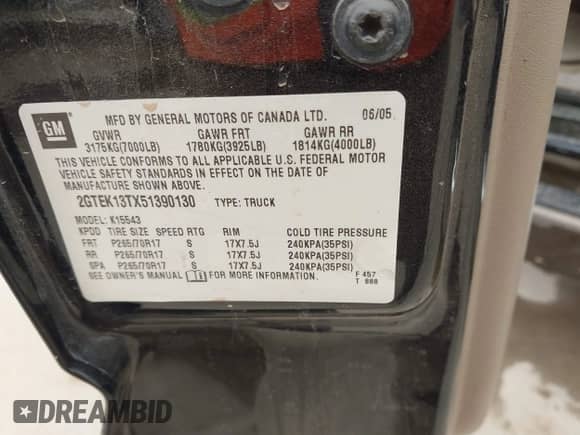 GM
MFD BY GENERAL MOTORS OF CANADA LTD. 06/05
GVWR GAWR FRT GAWR RR
3175KG(7000LB) 1780KG(3925LB) 1814KG(4000LB)
THIS VEHICLE CONFORMS TO ALL APPLICABLE U.S. FEDERAL MOTOR
VEHICLE SAFETY STANDARDS IN EFFECT ON THE DATE OF
MANUFACTURE SHOWN ABOVE.
2GTEK13TX51390130 TYPE: TRUCK
MODEL: K15543
KPDD TIRE SIZE SPEED RTG RIM COLD TIRE PRESSURE
FRT P265/70R17 S 17X7.5J 240KPA(35PSI)
RR P265/70R17 S 17X7.5J 240KPA(35PSI)
SPA P265/70R17 S 17X7.5J 240KPA(35PSI)
SEE OWNER'S MANUAL FOR MORE INFORMATION. F 457
T 888
DREAMBID